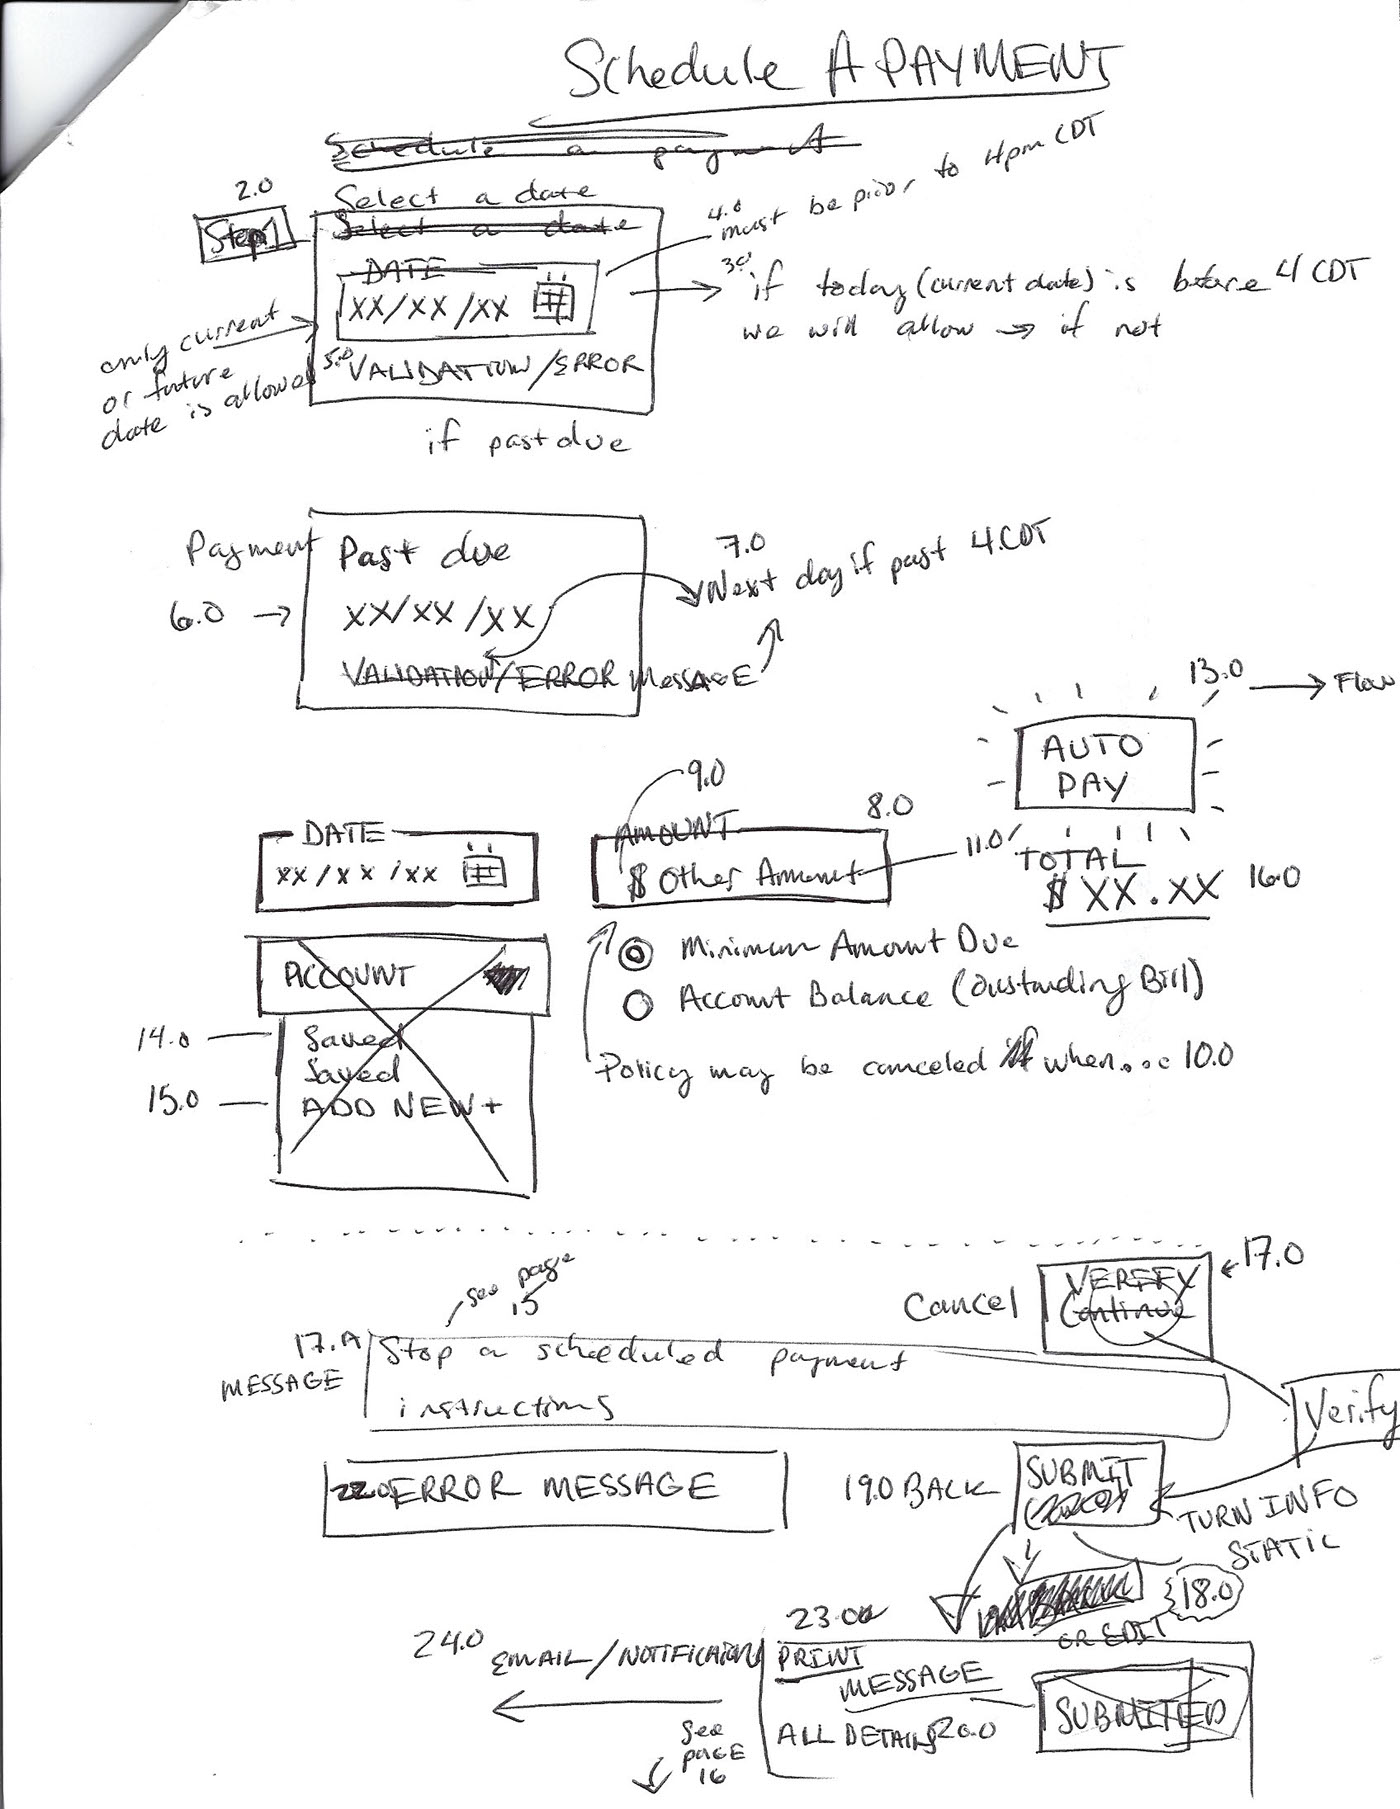 Schedule A PAYMENT
Schedule a payment
2.0
Select a date
4.0 must be prior to 4pm CDT
Step 1
Select a date
DATE
XX/XX/XX
3.0 if today (current date) is before 4 CDT
we will allow → if not
only current
or future
date is allowed
5.0 VALIDATION/ERROR
if past due
Payment
Past due
7.0
Next day if past 4 CDT
6.0 →
XX/XX/XX
VALIDATION/ERROR MESSAGE
13.0 → Flow
AUTO
PAY
9.0
8.0
DATE
AMOUNT
11.0
TOTAL
xx/xx/xx
$ Other Amount
$ XX.XX
16.0
Minimum Amount Due
ACCOUNT
Account Balance (Oustanding Bill)
14.0
Saved
Saved
Policy may be canceled when... 10.0
15.0
ADD NEW +
see page
15
17.0
Cancel
VEREFY
Continue
17.A
MESSAGE
Stop a scheduled payment
instructions
Verify
22.0 ERROR MESSAGE
19.0 BACK
SUBMIT
TURN INFO
STATIC
18.0
OR EDIT
23.0
24.0
EMAIL/NOTIFICATION
PRINT
MESSAGE
SUBMITED
ALL DETAILS 20.0
See
PAGE
16